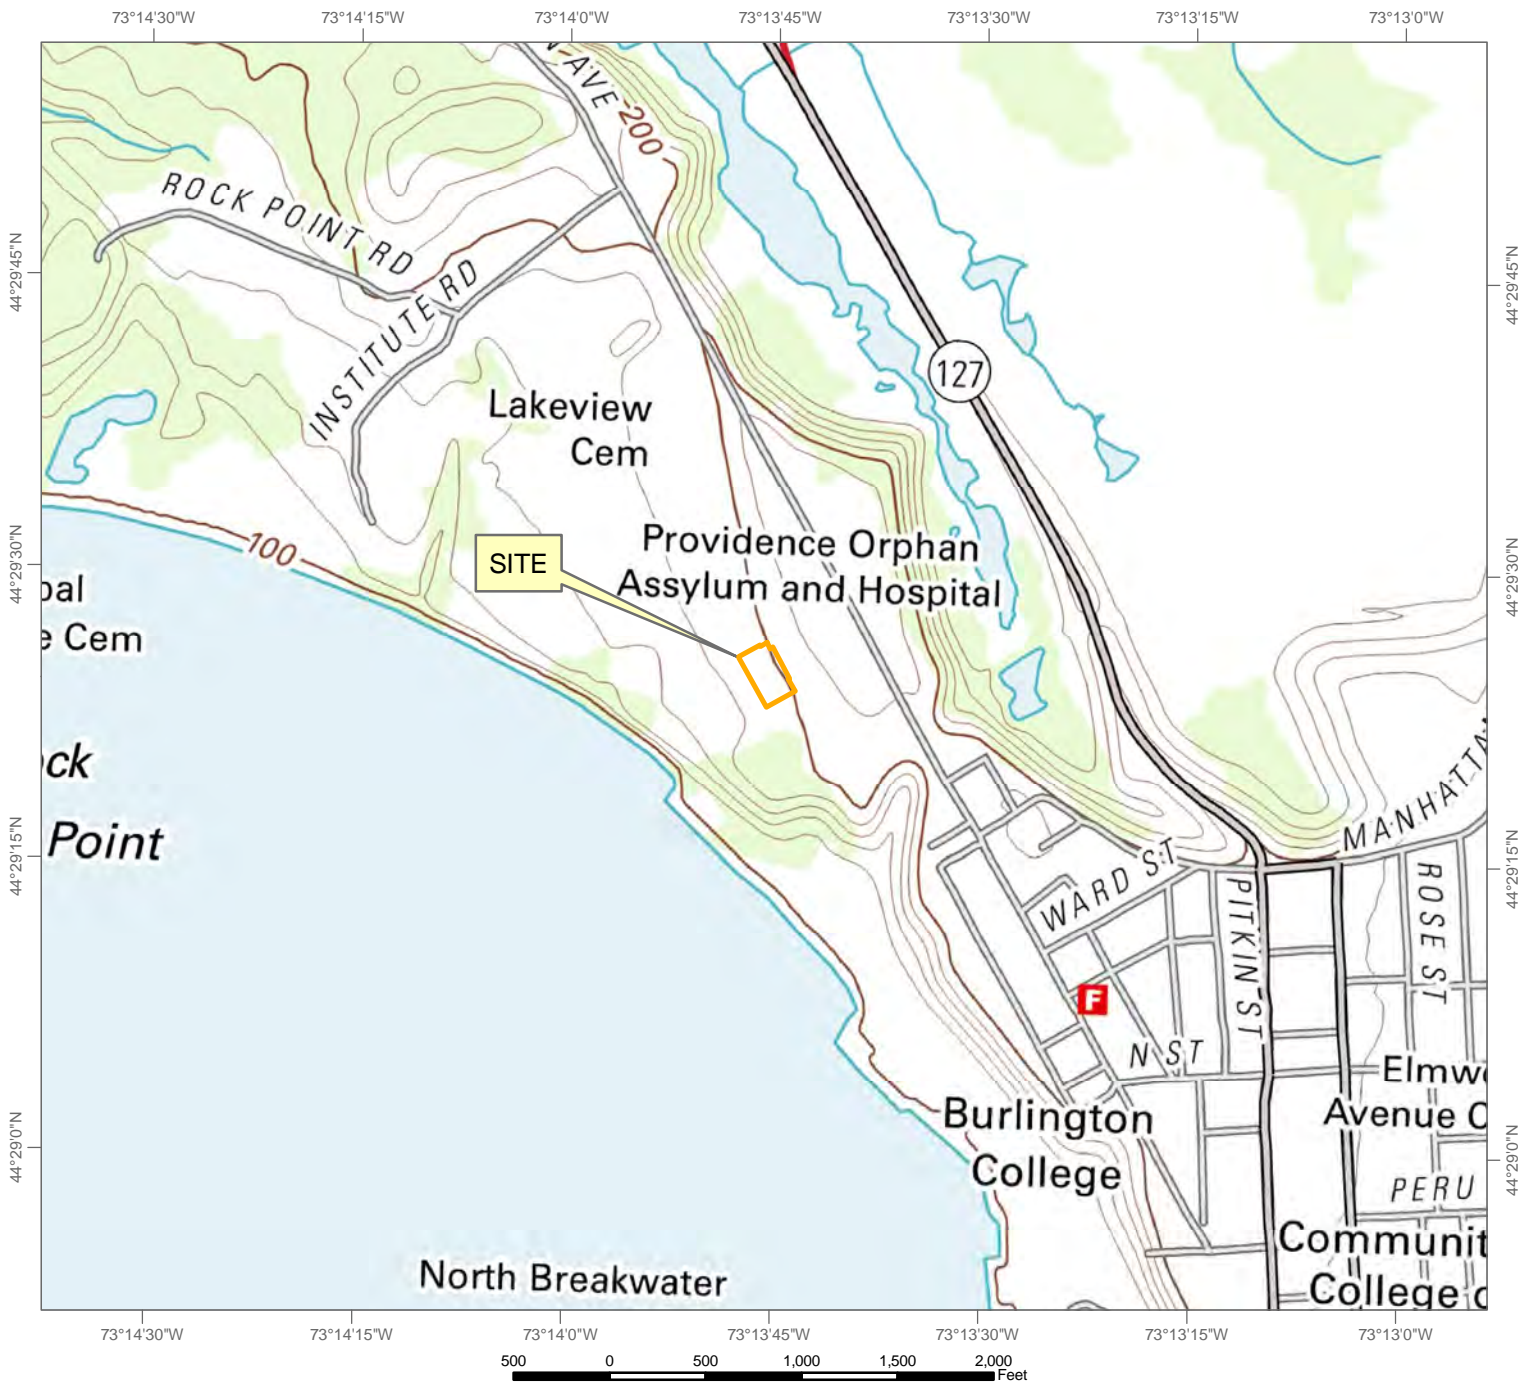 73°14'30"W 73°14'15"W 73°14'0"W 73°13'45"W 73°13'30"W 73°13'15"W 73°13'0"W
N AVE
200
ROCK POINT RD
44°29'45"N
44°29'45"N
INSTITUTE RD
127
Lakeview
Cem
100
Providence Orphan
Assylum and Hospital
SITE
44°29'30"N
44°29'30"N
pal
e Cem
ck
Point
MANHATTA
44°29'15"N
44°29'15"N
WARD ST
PITKIN ST
ROSE ST
F
N ST
Elmw
Avenue C
Burlington
College
44°29'0"N
44°29'0"N
PERU
Communit
College o
North Breakwater
73°14'30"W 73°14'15"W 73°14'0"W 73°13'45"W 73°13'30"W 73°13'15"W 73°13'0"W
500 0 500 1,000 1,500 2,000
Feet